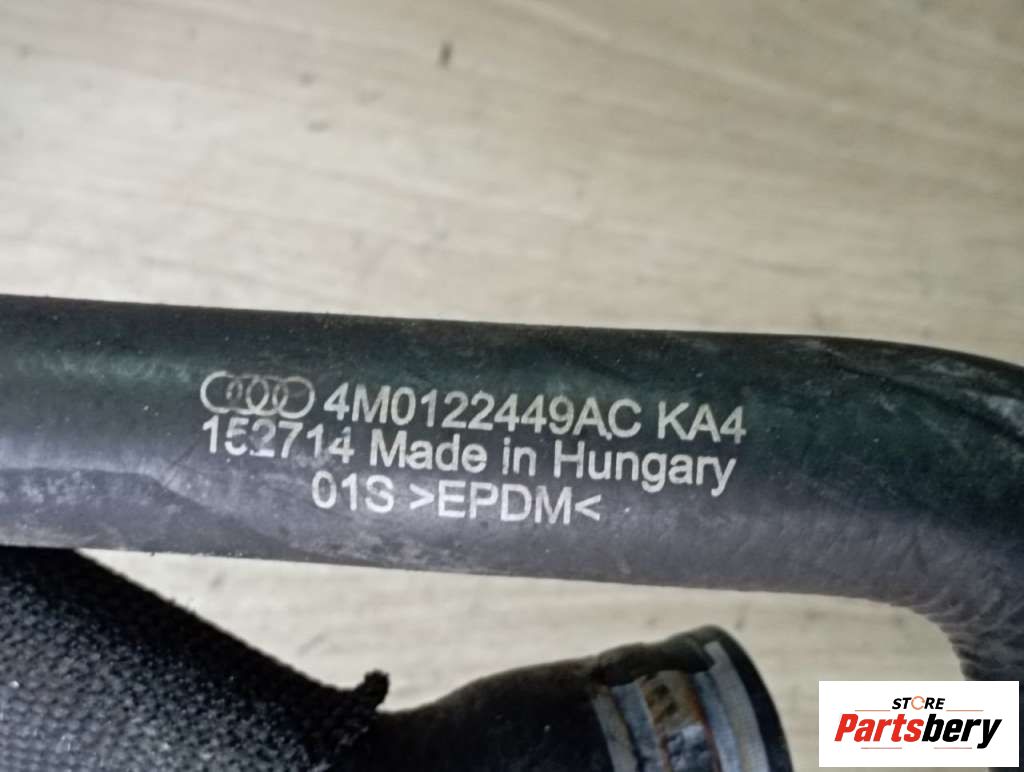 4M0122449AC KA4
152714 Made in Hungary
01S >EPDM<
STORE
Partsbery